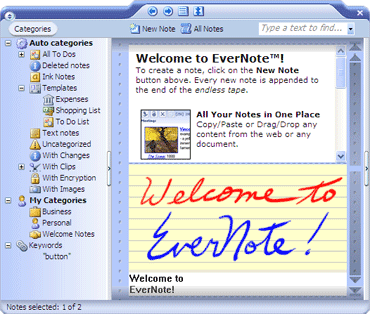 Categories
New Note
All Notes
Type a text to find...
Auto categories
All To Dos
Deleted notes
Ink Notes
Templates
Expenses
Shopping List
To Do List
Text notes
Uncategorized
With Changes
With Clips
With Encryption
With Images
My Categories
Business
Personal
Welcome Notes
Keywords
"button"
Welcome to EverNote™!
To create a note, click on the New Note
button above. Every new note is appended to
the end of the endless tape.
All Your Notes in One Place
Copy/Paste or Drag/Drop any
content from the web or any
document.
Welcome to
EverNote!
Welcome to
EverNote!
Notes selected: 1 of 2